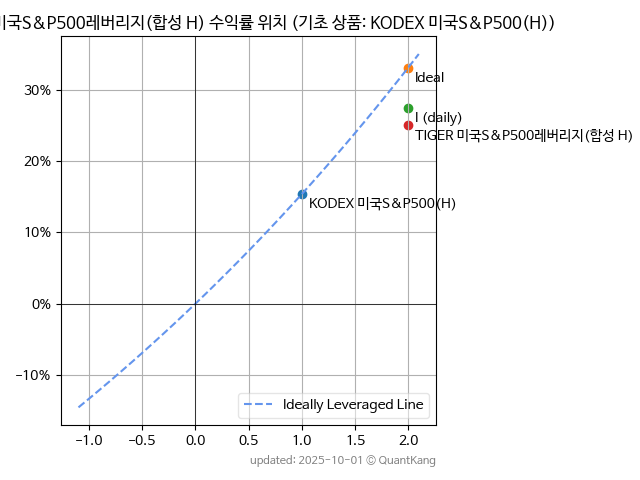 미국S&P500레버리지(합성 H) 수익률 위치 (기초 상품: KODEX 미국S&P500(H))
30%
20%
10%
0%
−10%
Ideal
I (daily)
TIGER 미국S&P500레버리지(합성 H)
KODEX 미국S&P500(H)
Ideally Leveraged Line
−1.0 −0.5 0.0 0.5 1.0 1.5 2.0
updated: 2025-10-01 © QuantKang